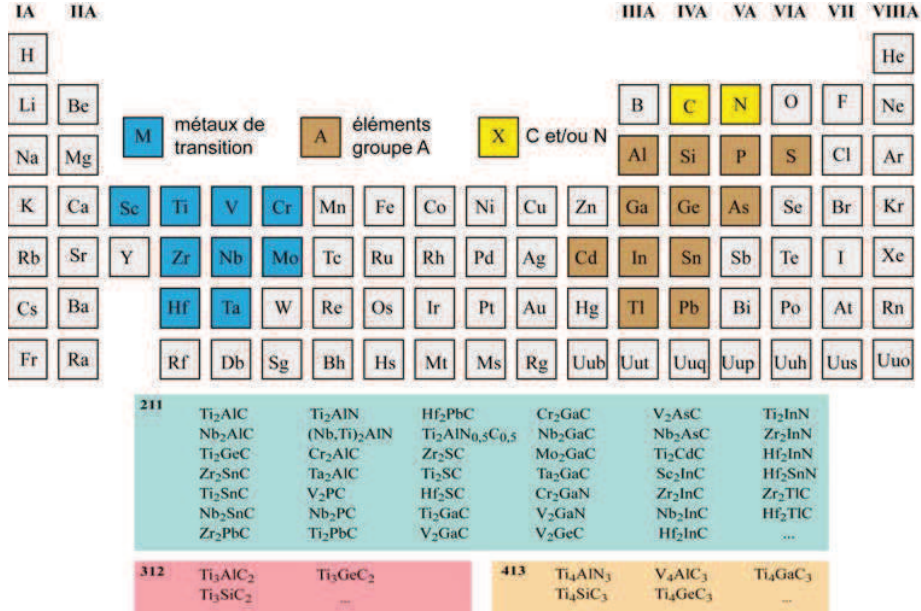 IA IIA IIIA IVA VA VIA VII VIIIA
H He
Li Be B C N O F Ne
M métaux de transition A éléments groupe A X C et/ou N
Na Mg Al Si P S Cl Ar
K Ca Sc Ti V Cr Mn Fe Co Ni Cu Zn Ga Ge As Se Br Kr
Rb Sr Y Zr Nb Mo Tc Ru Rh Pd Ag Cd In Sn Sb Te I Xe
Cs Ba Hf Ta W Re Os Ir Pt Au Hg Tl Pb Bi Po At Rn
Fr Ra Rf Db Sg Bh Hs Mt Ms Rg Uub Uut Uuq Uup Uuh Uus Uuo
211
Ti₂AlC Ti₂AlN Hf₂PbC Cr₂GaC V₂AsC Ti₂InN
Nb₂AlC (Nb,Ti)₂AlN Ti₂AlN₀,₅C₀,₅ Nb₂GaC Nb₂AsC Zr₂InN
Ti₂GeC Cr₂AlC Zr₂SC Mo₂GaC Ti₂CdC Hf₂InN
Zr₂SnC Ta₂AlC Ti₂SC Ta₂GaC Sc₂InC Hf₂SnN
Ti₂SnC V₂PC Hf₂SC Cr₂GaN Zr₂InC Zr₂TlC
Nb₂SnC Nb₂PC Ti₂GaC V₂GaN Nb₂InC Hf₂TlC
Zr₂PbC Ti₂PbC V₂GaC V₂GeC Hf₂InC ...
312
Ti₃AlC₂ Ti₃GeC₂
Ti₃SiC₂ ...
413
Ti₄AlN₃ V₄AlC₃ Ti₄GaC₃
Ti₄SiC₃ Ti₄GeC₃ ...